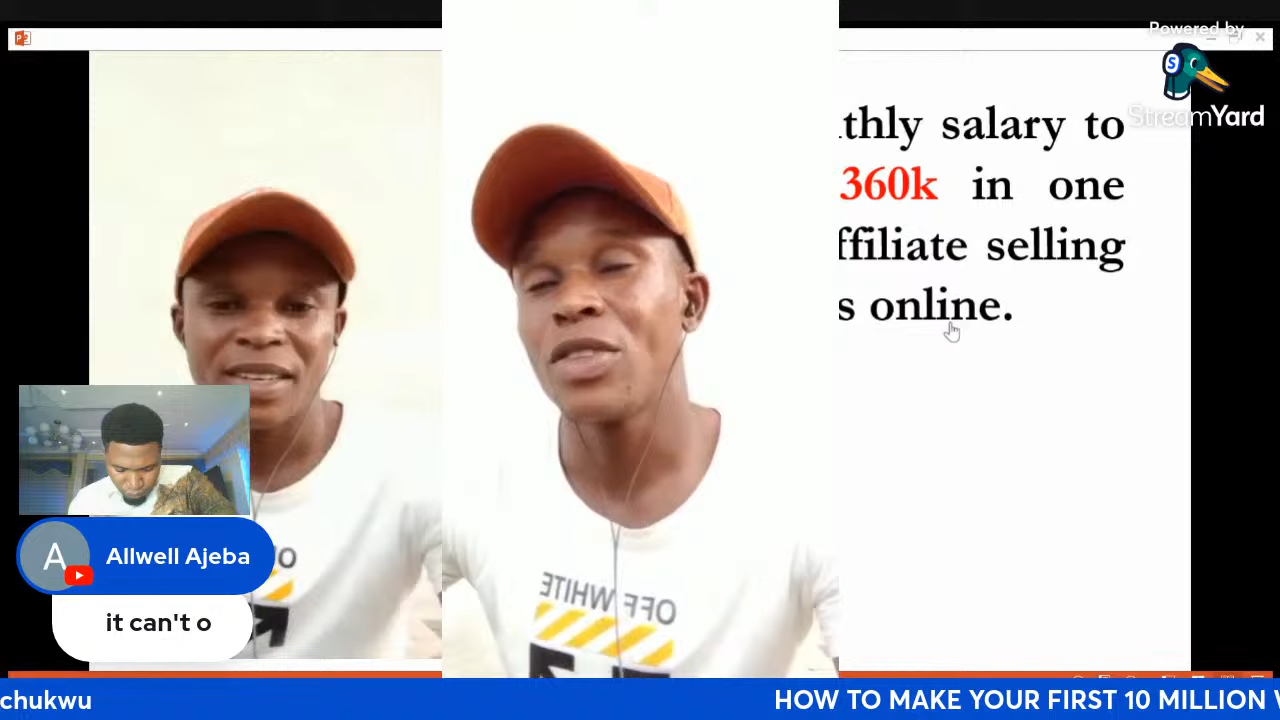 Powered by
StreamYard
thly salary to
360k in one
ffiliate selling
s online.
OFF WHITE
A Allwell Ajeba
it can't o
chukwu
HOW TO MAKE YOUR FIRST 10 MILLION